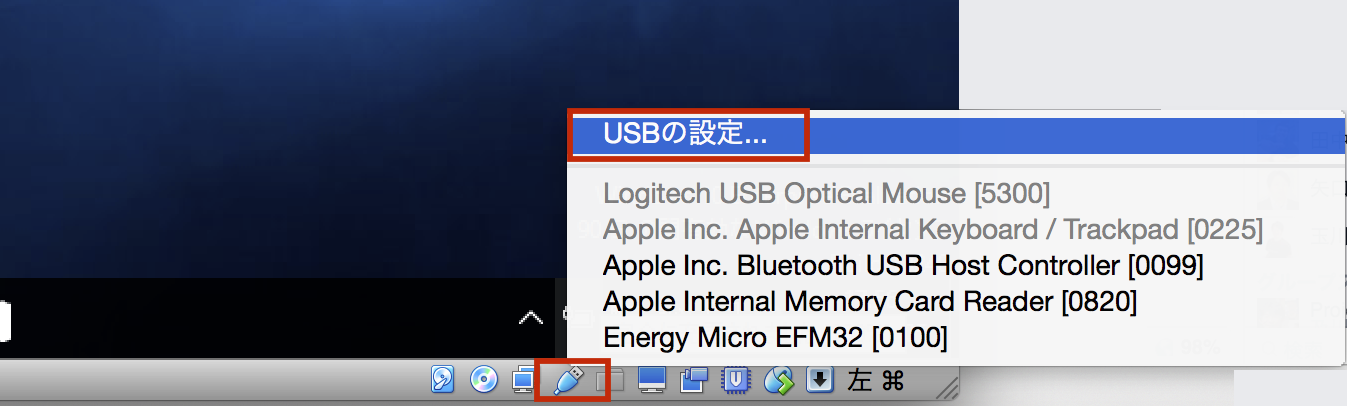 USBの設定...
Logitech USB Optical Mouse [5300]
Apple Inc. Apple Internal Keyboard / Trackpad [0225]
Apple Inc. Bluetooth USB Host Controller [0099]
Apple Internal Memory Card Reader [0820]
Energy Micro EFM32 [0100]
左 ⌘